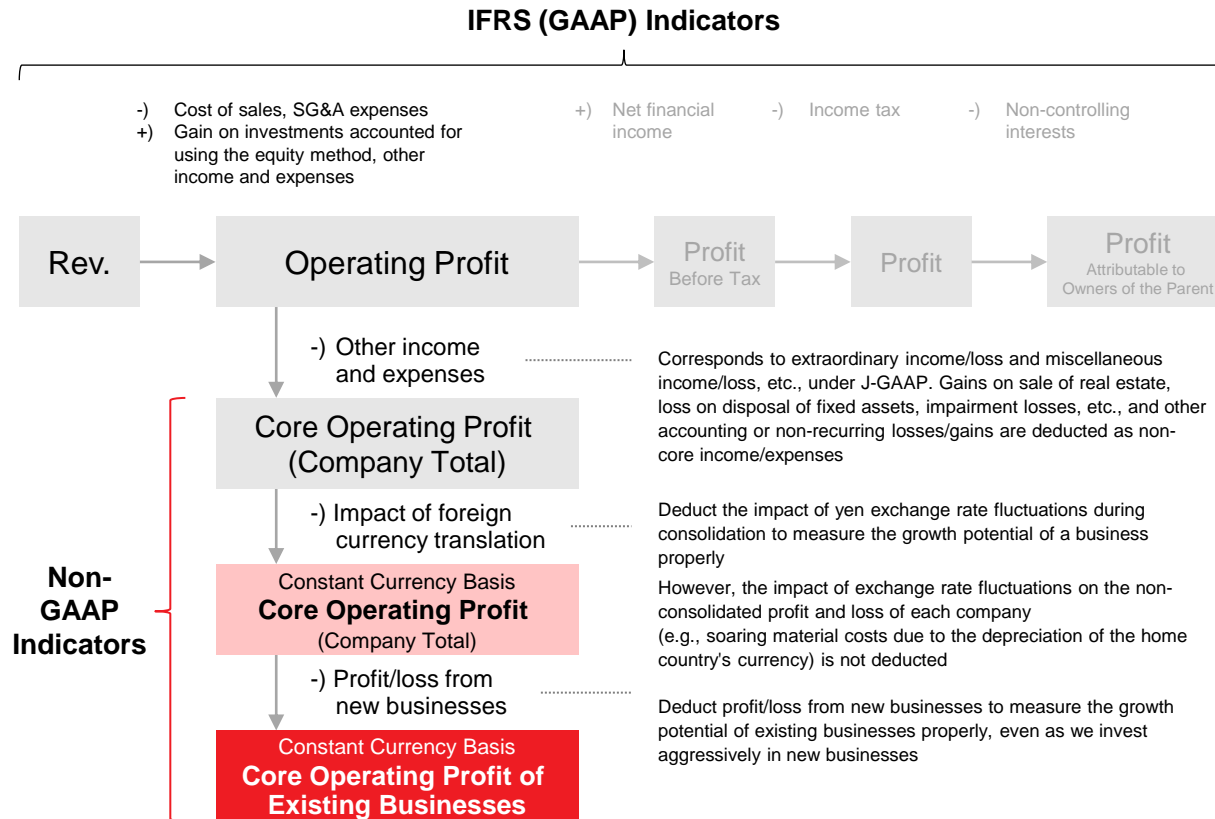 IFRS (GAAP) Indicators
-) Cost of sales, SG&A expenses
+) Gain on investments accounted for
using the equity method, other
income and expenses
+) Net financial
income
-) Income tax
-) Non-controlling
interests
Rev.
Operating Profit
Profit
Before Tax
Profit
Profit
Attributable to
Owners of the Parent
-) Other income
and expenses
Corresponds to extraordinary income/loss and miscellaneous
income/loss, etc., under J-GAAP. Gains on sale of real estate,
loss on disposal of fixed assets, impairment losses, etc., and other
accounting or non-recurring losses/gains are deducted as non-
core income/expenses
Core Operating Profit
(Company Total)
-) Impact of foreign
currency translation
Deduct the impact of yen exchange rate fluctuations during
consolidation to measure the growth potential of a business
properly
However, the impact of exchange rate fluctuations on the non-
consolidated profit and loss of each company
(e.g., soaring material costs due to the depreciation of the home
country's currency) is not deducted
Non-
GAAP
Indicators
Constant Currency Basis
Core Operating Profit
(Company Total)
-) Profit/loss from
new businesses
Deduct profit/loss from new businesses to measure the growth
potential of existing businesses properly, even as we invest
aggressively in new businesses
Constant Currency Basis
Core Operating Profit of
Existing Businesses